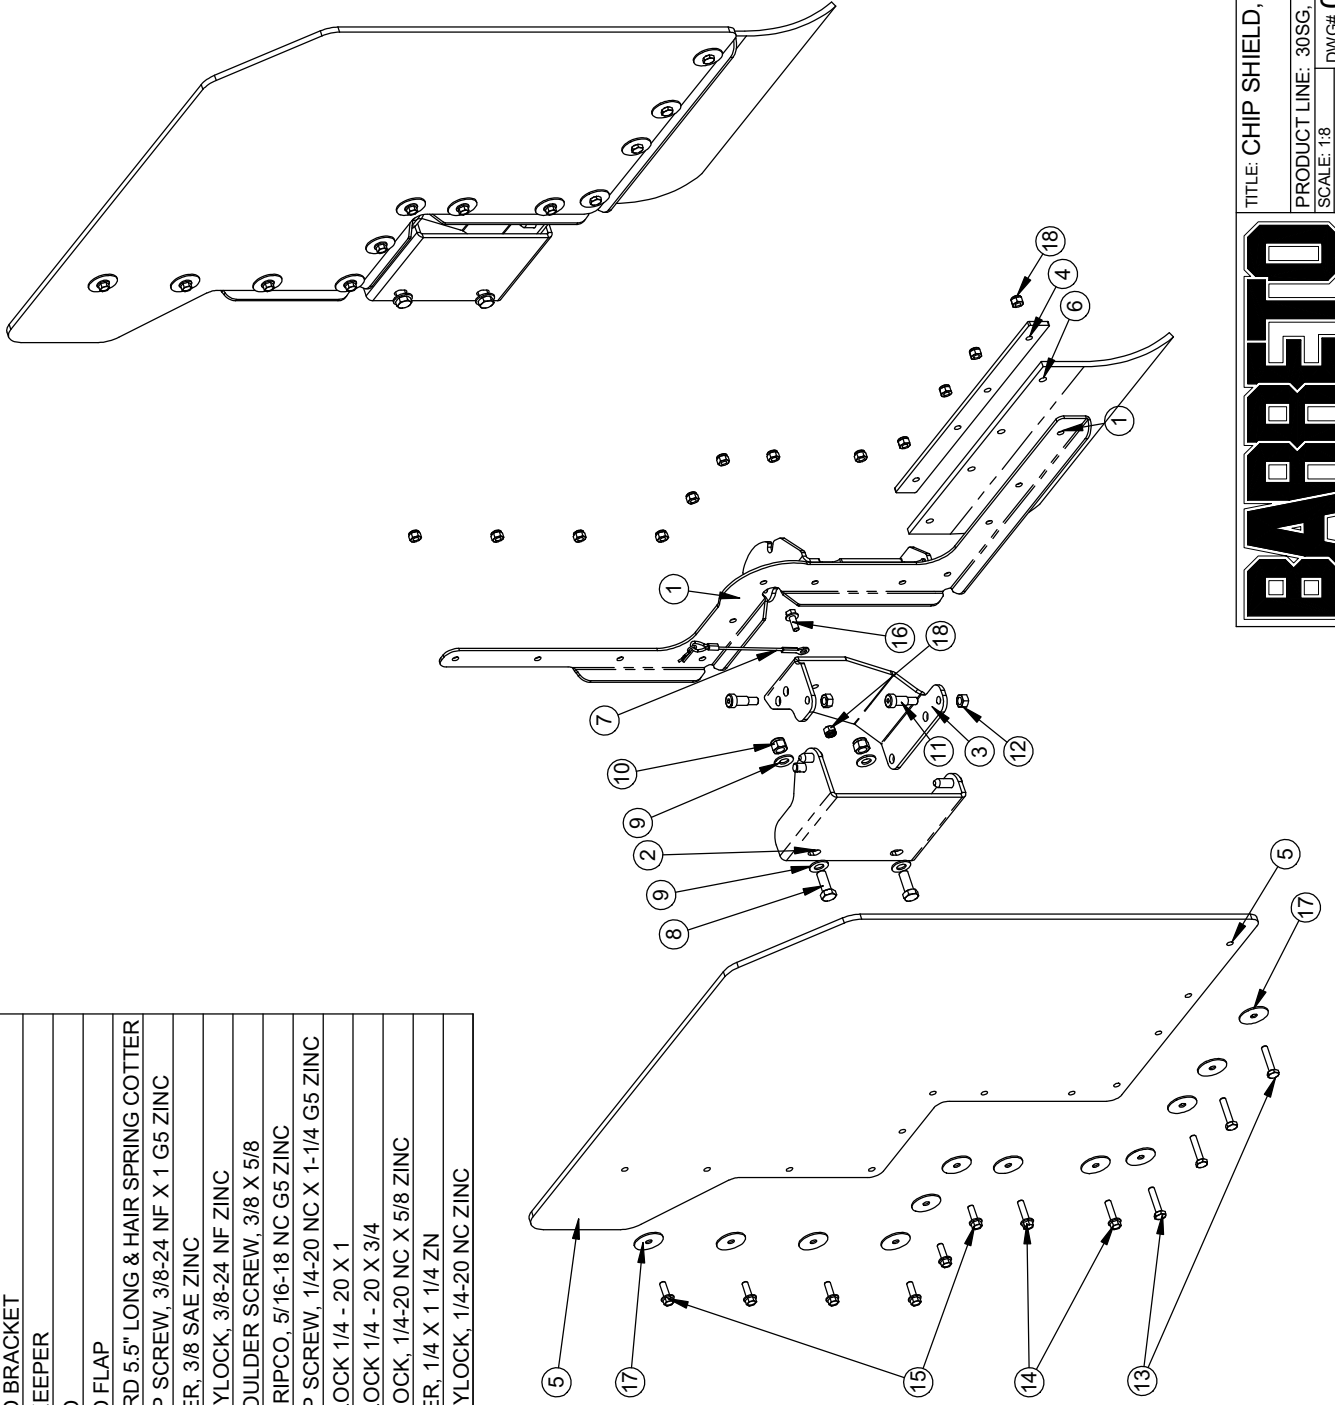 BRACKET
EEPER
D
FLAP
RD 5.5" LONG & HAIR SPRING COTTER
P SCREW, 3/8-24 NF X 1 G5 ZINC
ER, 3/8 SAE ZINC
YLOCK, 3/8-24 NF ZINC
OULDER SCREW, 3/8 X 5/8
RIPCO, 5/16-18 NC G5 ZINC
P SCREW, 1/4-20 NC X 1-1/4 G5 ZINC
OCK 1/4 - 20 X 1
LOCK 1/4 - 20 X 3/4
OCK, 1/4-20 NC X 5/8 ZINC
ER, 1/4 X 1 1/4 ZN
YLOCK, 1/4-20 NC ZINC
5
17
15
14
13
17
5
8
9
2
9
10
7
11
3
12
18
16
1
1
6
4
18
BARRETO
TITLE: CHIP SHIELD,
PRODUCT LINE: 30SG,
SCALE: 1:8
DWG#